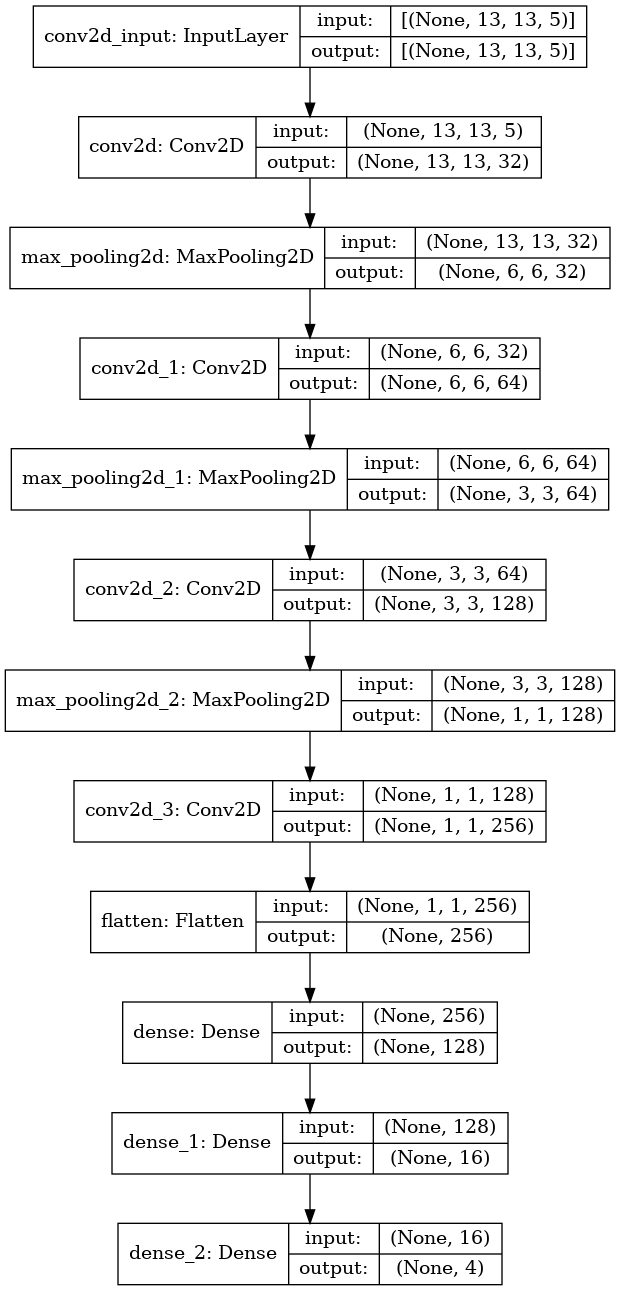 conv2d_input: InputLayer
input: [(None, 13, 13, 5)]
output: [(None, 13, 13, 5)]
conv2d: Conv2D
input: (None, 13, 13, 5)
output: (None, 13, 13, 32)
max_pooling2d: MaxPooling2D
input: (None, 13, 13, 32)
output: (None, 6, 6, 32)
conv2d_1: Conv2D
input: (None, 6, 6, 32)
output: (None, 6, 6, 64)
max_pooling2d_1: MaxPooling2D
input: (None, 6, 6, 64)
output: (None, 3, 3, 64)
conv2d_2: Conv2D
input: (None, 3, 3, 64)
output: (None, 3, 3, 128)
max_pooling2d_2: MaxPooling2D
input: (None, 3, 3, 128)
output: (None, 1, 1, 128)
conv2d_3: Conv2D
input: (None, 1, 1, 128)
output: (None, 1, 1, 256)
flatten: Flatten
input: (None, 1, 1, 256)
output: (None, 256)
dense: Dense
input: (None, 256)
output: (None, 128)
dense_1: Dense
input: (None, 128)
output: (None, 16)
dense_2: Dense
input: (None, 16)
output: (None, 4)